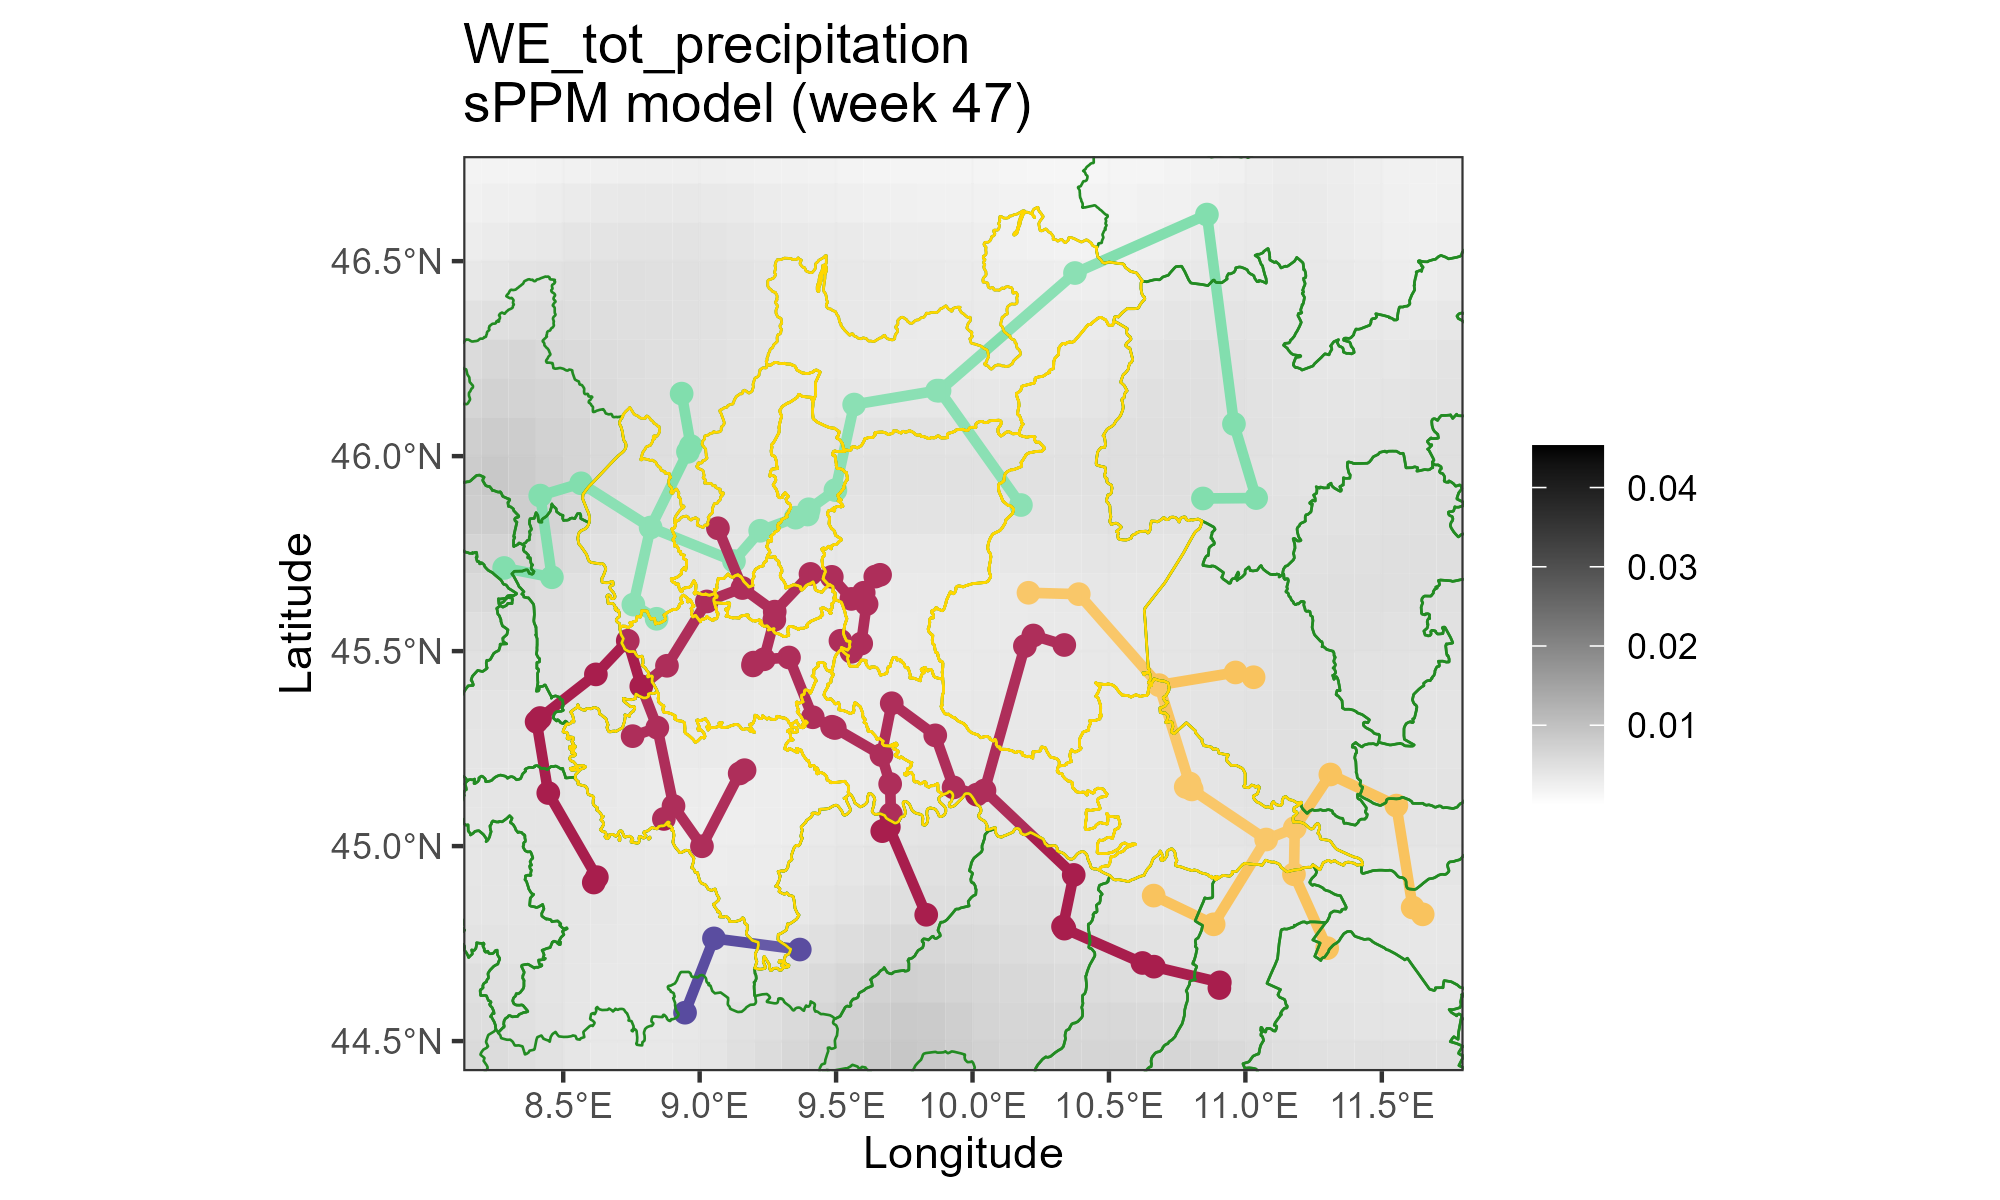 WE_tot_precipitation
sPPM model (week 47)
46.5°N
46.0°N
45.5°N
45.0°N
44.5°N
Latitude
8.5°E
9.0°E
9.5°E
10.0°E
10.5°E
11.0°E
11.5°E
Longitude
0.04
0.03
0.02
0.01